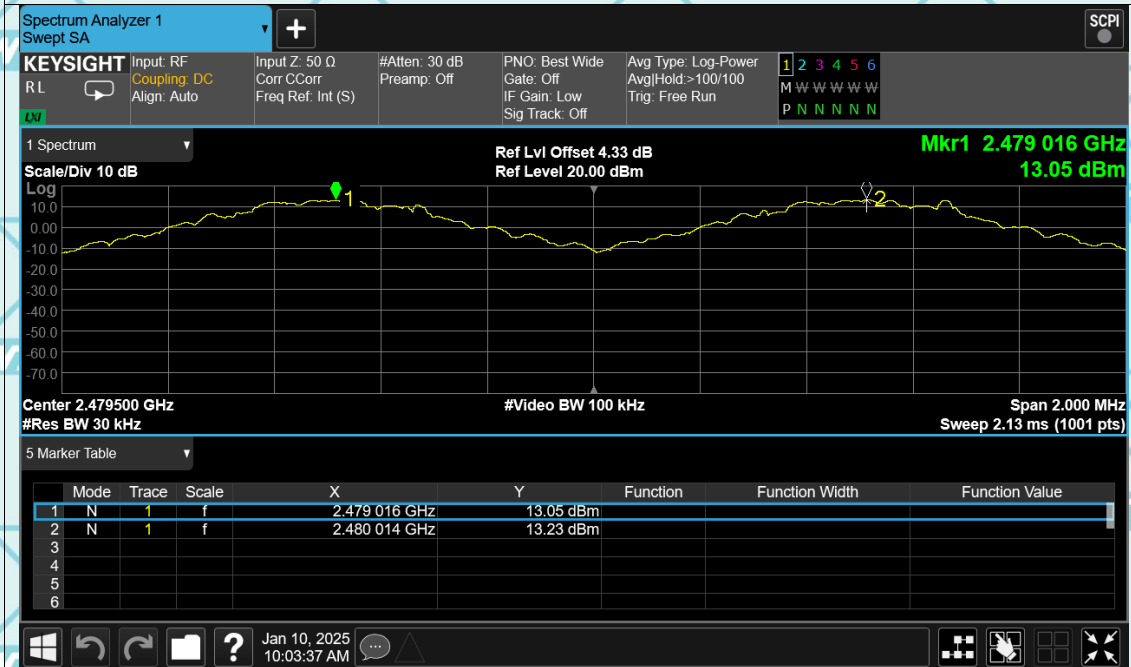 Spectrum Analyzer 1
Swept SA
+
SCPI
KEYSIGHT
RL
LXI
Input: RF
Coupling: DC
Align: Auto
Input Z: 50 Ω
Corr CCorr
Freq Ref: Int (S)
#Atten: 30 dB
Preamp: Off
PNO: Best Wide
Gate: Off
IF Gain: Low
Sig Track: Off
Avg Type: Log-Power
Avg|Hold:>100/100
Trig: Free Run
1 2 3 4 5 6
M W W W W W
P N N N N N
1 Spectrum
Scale/Div 10 dB
Ref Lvl Offset 4.33 dB
Ref Level 20.00 dBm
Mkr1 2.479 016 GHz
13.05 dBm
Log
10.0
0.00
-10.0
-20.0
-30.0
-40.0
-50.0
-60.0
-70.0
1
2
Center 2.479500 GHz
#Video BW 100 kHz
Span 2.000 MHz
#Res BW 30 kHz
Sweep 2.13 ms (1001 pts)
5 Marker Table
Mode Trace Scale X Y Function Function Width Function Value
1 N 1 f 2.479 016 GHz 13.05 dBm
2 N 1 f 2.480 014 GHz 13.23 dBm
3
4
5
6
?
Jan 10, 2025
10:03:37 AM